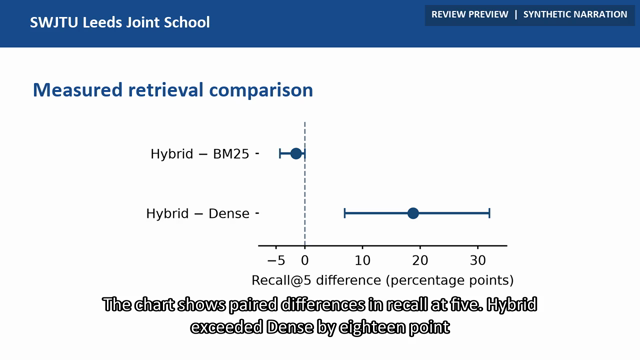 SWJTU Leeds Joint School
REVIEW PREVIEW | SYNTHETIC NARRATION
Measured retrieval comparison
Hybrid − BM25
Hybrid − Dense
−5 0 10 20 30
Recall@5 difference (percentage points)
The chart shows paired differences in recall at five. Hybrid
exceeded Dense by eighteen point